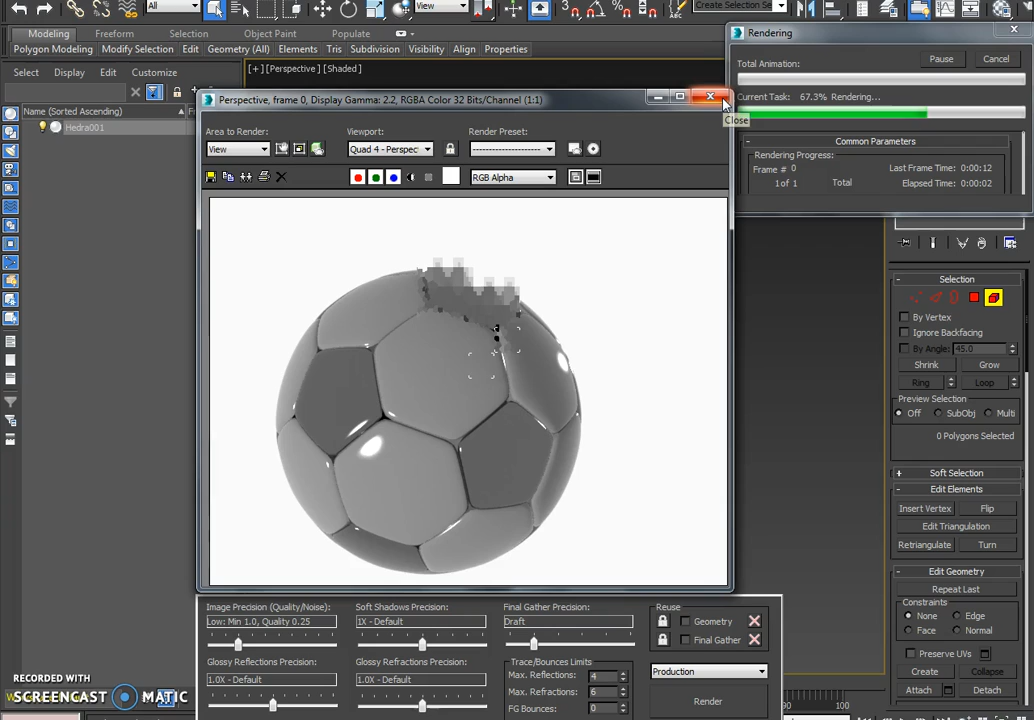 All
View
Create Selection Se
Modeling
Freeform
Selection
Object Paint
Populate
Polygon Modeling
Modify Selection
Edit
Geometry (All)
Elements
Tris
Subdivision
Visibility
Align
Properties
Select
Display
Edit
Customize
[+] [Perspective] [Shaded]
Name (Sorted Ascending)
Frozen
Hedra001
Rendering
Total Animation:
Pause
Cancel
Current Task: 67.3% Rendering...
Common Parameters
Rendering Progress:
Frame # 0
Last Frame Time: 0:00:12
1 of 1
Total
Elapsed Time: 0:00:02
Perspective, frame 0, Display Gamma: 2.2, RGBA Color 32 Bits/Channel (1:1)
Close
Area to Render:
Viewport:
Render Preset:
View
Quad 4 - Perspec
--------------------
RGB Alpha
Selection
By Vertex
Ignore Backfacing
By Angle: 45.0
Shrink
Grow
Ring
Loop
Preview Selection
Off
SubObj
Multi
0 Polygons Selected
Soft Selection
Edit Elements
Insert Vertex
Flip
Edit Triangulation
Retriangulate
Turn
Edit Geometry
Repeat Last
Constraints
None
Edge
Face
Normal
Preserve UVs
Create
Collapse
Attach
Detach
Image Precision (Quality/Noise):
Low: Min 1.0, Quality 0.25
Soft Shadows Precision:
1X - Default
Final Gather Precision:
Draft
Reuse
Geometry
Final Gather
Glossy Reflections Precision:
1.0X - Default
Glossy Refractions Precision:
1.0X - Default
Trace/Bounces Limits
Max. Reflections: 4
Max. Refractions: 6
FG Bounces: 0
Production
Render
90
100
RECORDED WITH
SCREENCAST MATIC